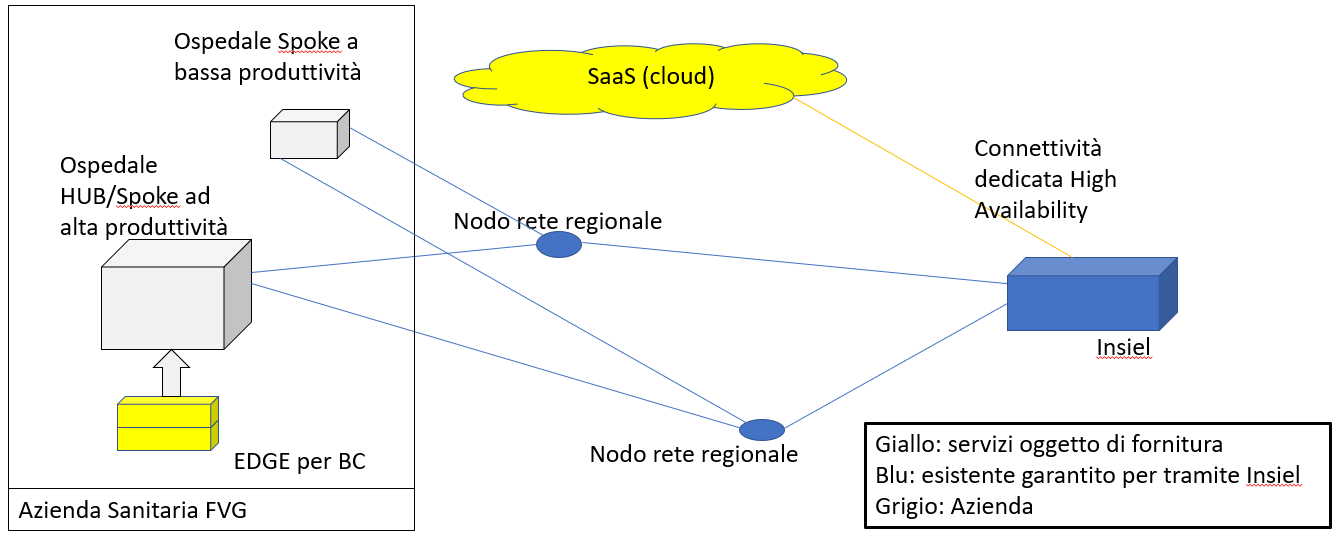 Ospedale Spoke a
bassa produttività
SaaS (cloud)
Connettività
dedicata High
Availability
Ospedale
HUB/Spoke ad
alta produttività
Nodo rete regionale
Insiel
Nodo rete regionale
EDGE per BC
Azienda Sanitaria FVG
Giallo: servizi oggetto di fornitura
Blu: esistente garantito per tramite Insiel
Grigio: Azienda